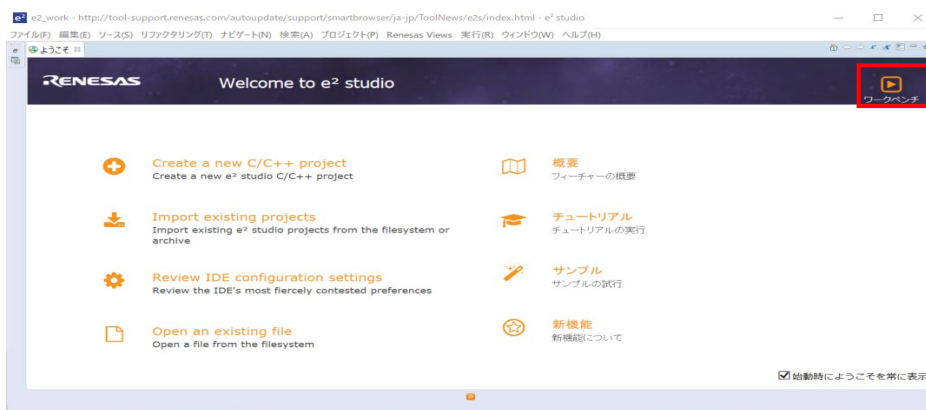 e² e2_work - http://tool-support.renesas.com/autoupdate/support/smartbrowser/ja-jp/ToolNews/e2s/index.html - e² studio
ファイル(F) 編集(E) ソース(S) リファクタリング(T) ナビゲート(N) 検索(A) プロジェクト(P) Renesas Views 実行(R) ウィンドウ(W) ヘルプ(H)
ようこそ
RENESAS Welcome to e² studio
ワークベンチ
Create a new C/C++ project
Create a new e² studio C/C++ project
Import existing projects
Import existing e² studio projects from the filesystem or
archive
Review IDE configuration settings
Review the IDE's most fiercely contested preferences
Open an existing file
Open a file from the filesystem
概要
フィーチャーの概要
チュートリアル
チュートリアルの実行
サンプル
サンプルの試行
新機能
新機能について
始動時にようこそを常に表示